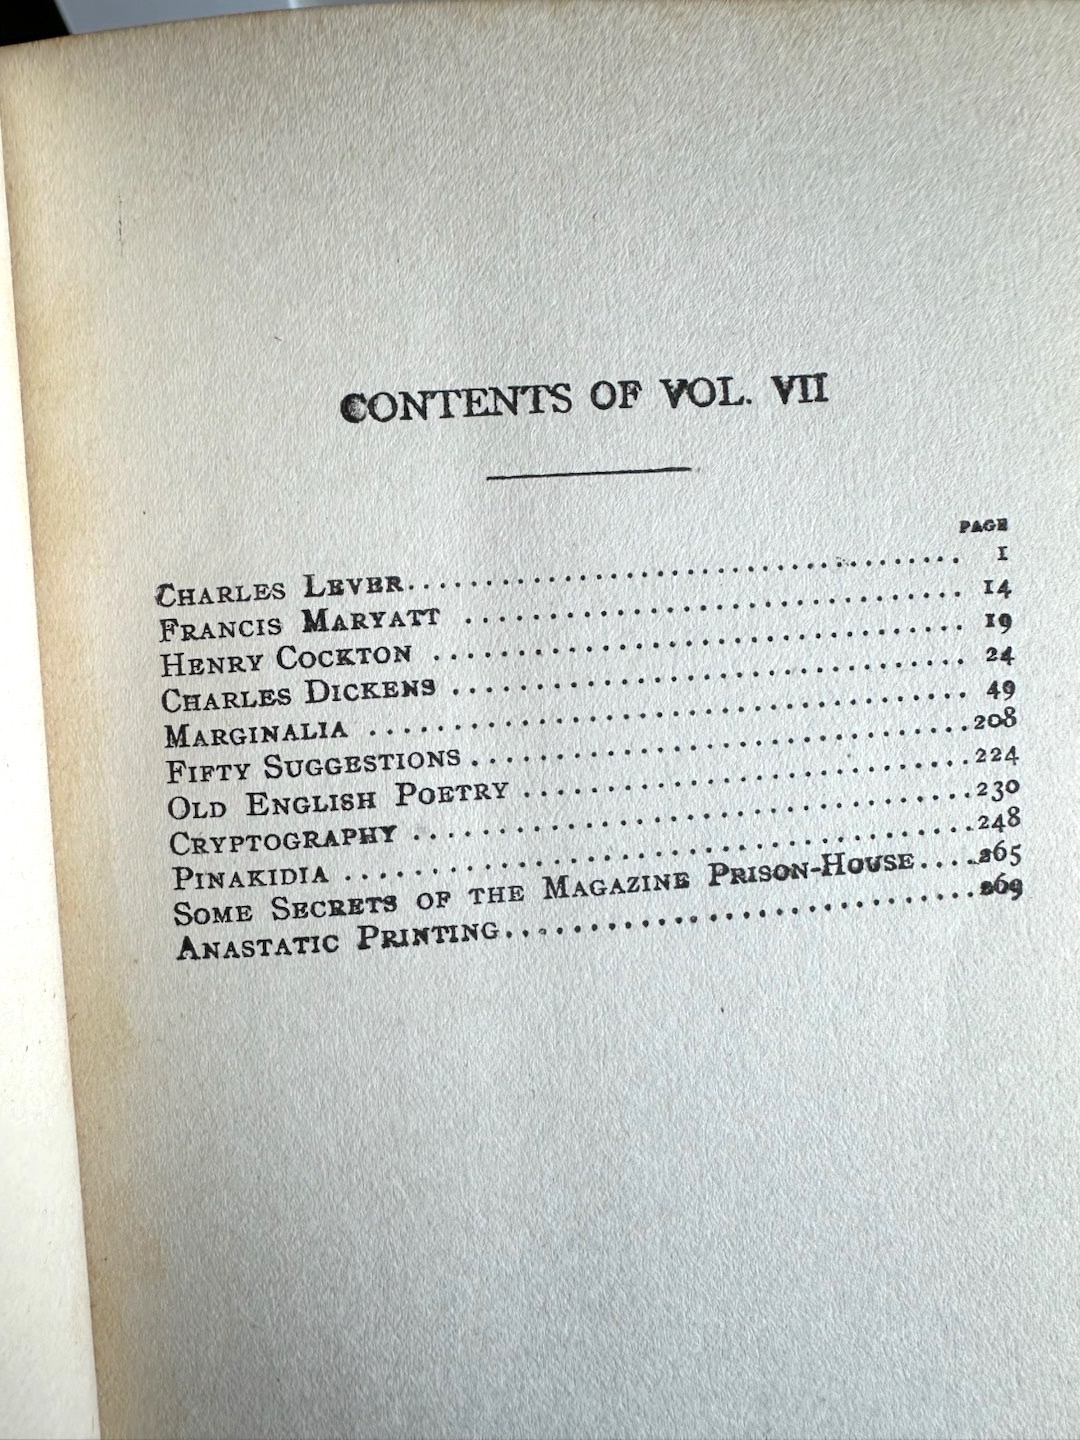 CONTENTS OF VOL. VII
PAGE
CHARLES LEVER........................................ 1
FRANCIS MARYATT ..................................... 14
HENRY COCKTON ....................................... 19
CHARLES DICKENS ..................................... 24
MARGINALIA .......................................... 49
FIFTY SUGGESTIONS....................................208
OLD ENGLISH POETRY ..................................224
CRYPTOGRAPHY ........................................230
PINAKIDIA ...........................................248
SOME SECRETS OF THE MAGAZINE PRISON-HOUSE.....265
ANASTATIC PRINTING...................................269